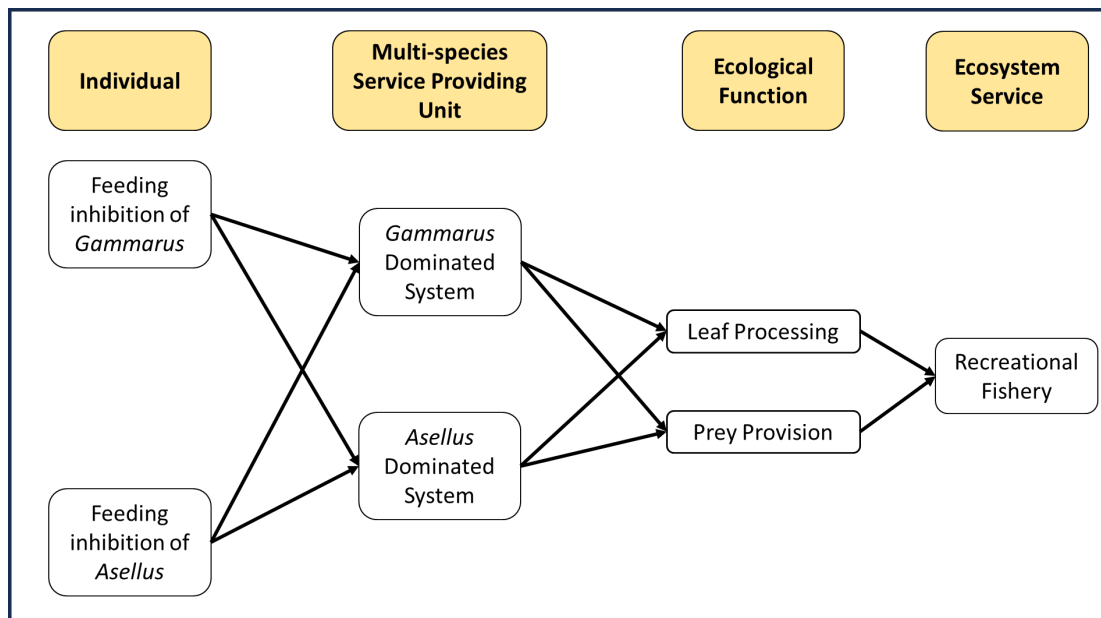 Individual
Multi-species
Service Providing
Unit
Ecological
Function
Ecosystem
Service
Feeding
inhibition of
Gammarus
Gammarus
Dominated
System
Leaf Processing
Recreational
Fishery
Asellus
Dominated
System
Prey Provision
Feeding
inhibition of
Asellus